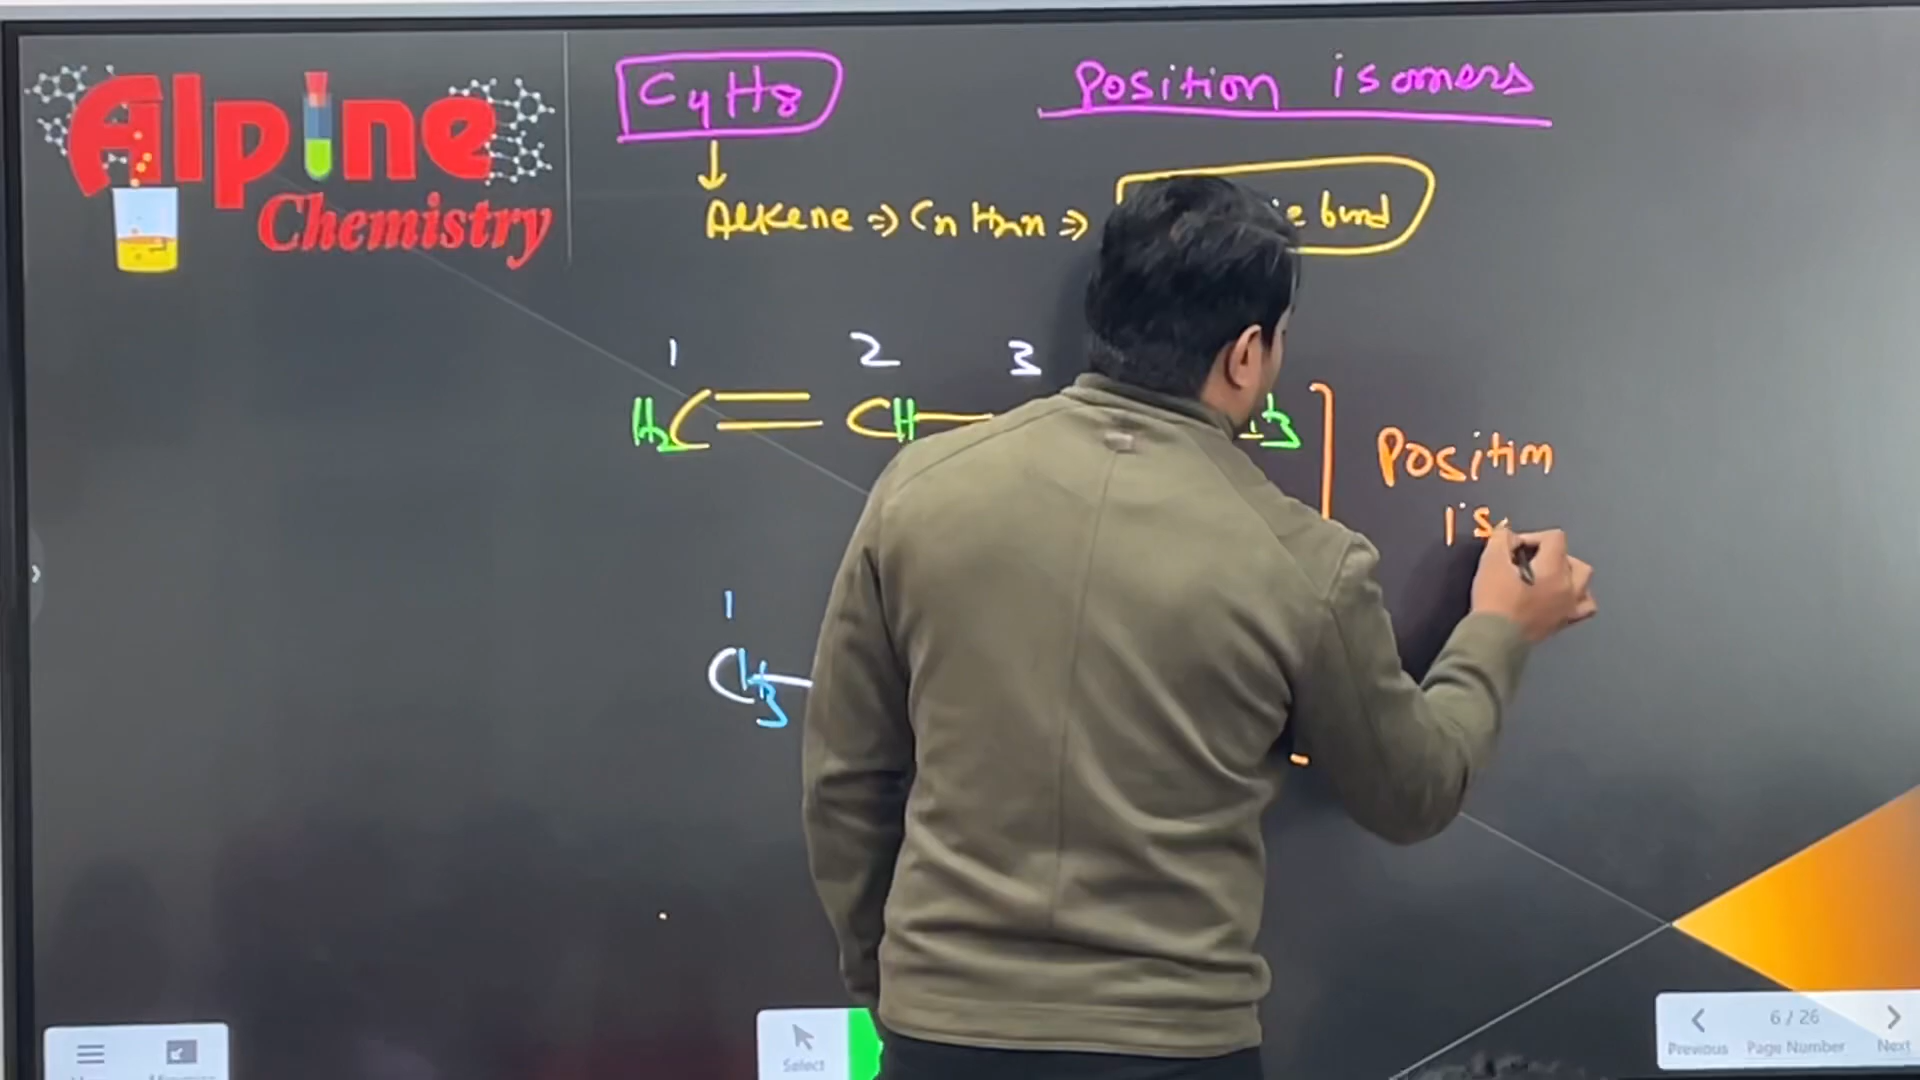 Alpine
Chemistry
C4H8
Position isomers
Alkene ⇒ CnH2n ⇒ bond
1 2 3
H2C=CH— H3
Position
is
1
CH3—
Select
6 / 26
Previous Page Number Next